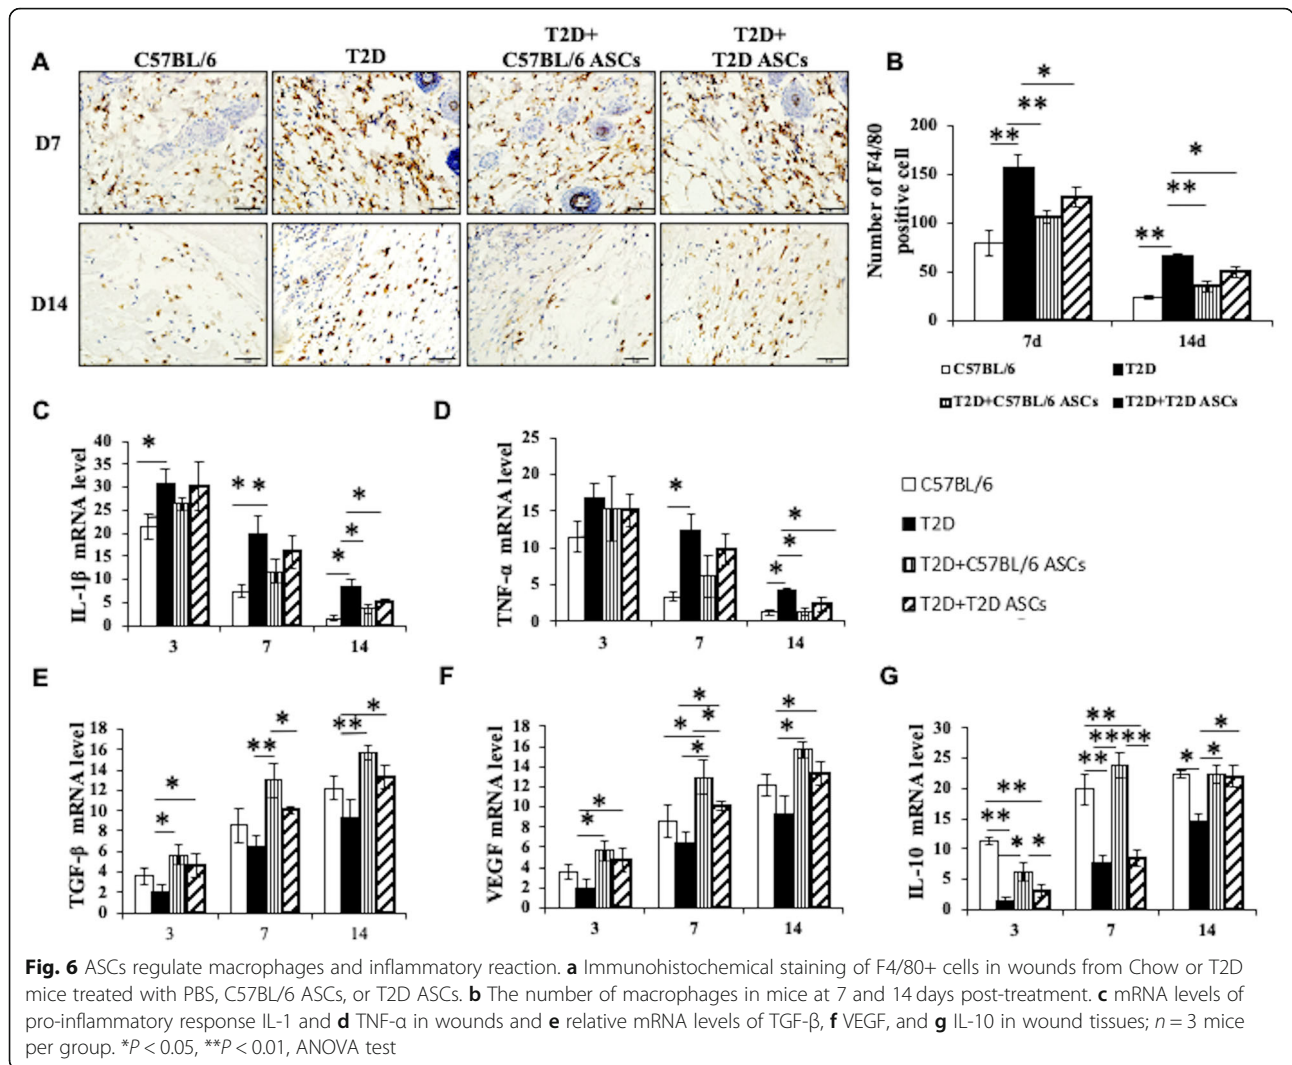 A
C57BL/6
T2D
T2D+
C57BL/6 ASCs
T2D+
T2D ASCs
D7
D14
B
Number of F4/80
positive cell
200
150
100
50
0
* ** **
* ** **
7d
14d
C57BL/6
T2D
T2D+C57BL/6 ASCs
T2D+T2D ASCs
C
IL-1β mRNA level
40
35
30
25
20
15
10
5
0
*
* *
* * *
3
7
14
D
TNF-α mRNA level
25
20
15
10
5
0
*
* * *
3
7
14
C57BL/6
T2D
T2D+C57BL/6 ASCs
T2D+T2D ASCs
E
TGF-β mRNA level
18
16
14
12
10
8
6
4
2
0
* *
** *
** *
3
7
14
F
VEGF mRNA level
18
16
14
12
10
8
6
4
2
0
* *
* * * *
* *
3
7
14
G
IL-10 mRNA level
30
25
20
15
10
5
0
** ** * *
** ** ** **
* * *
3
7
14
Fig. 6 ASCs regulate macrophages and inflammatory reaction. a Immunohistochemical staining of F4/80+ cells in wounds from Chow or T2D
mice treated with PBS, C57BL/6 ASCs, or T2D ASCs. b The number of macrophages in mice at 7 and 14 days post-treatment. c mRNA levels of
pro-inflammatory response IL-1 and d TNF-α in wounds and e relative mRNA levels of TGF-β, f VEGF, and g IL-10 in wound tissues; n = 3 mice
per group. *P < 0.05, **P < 0.01, ANOVA test